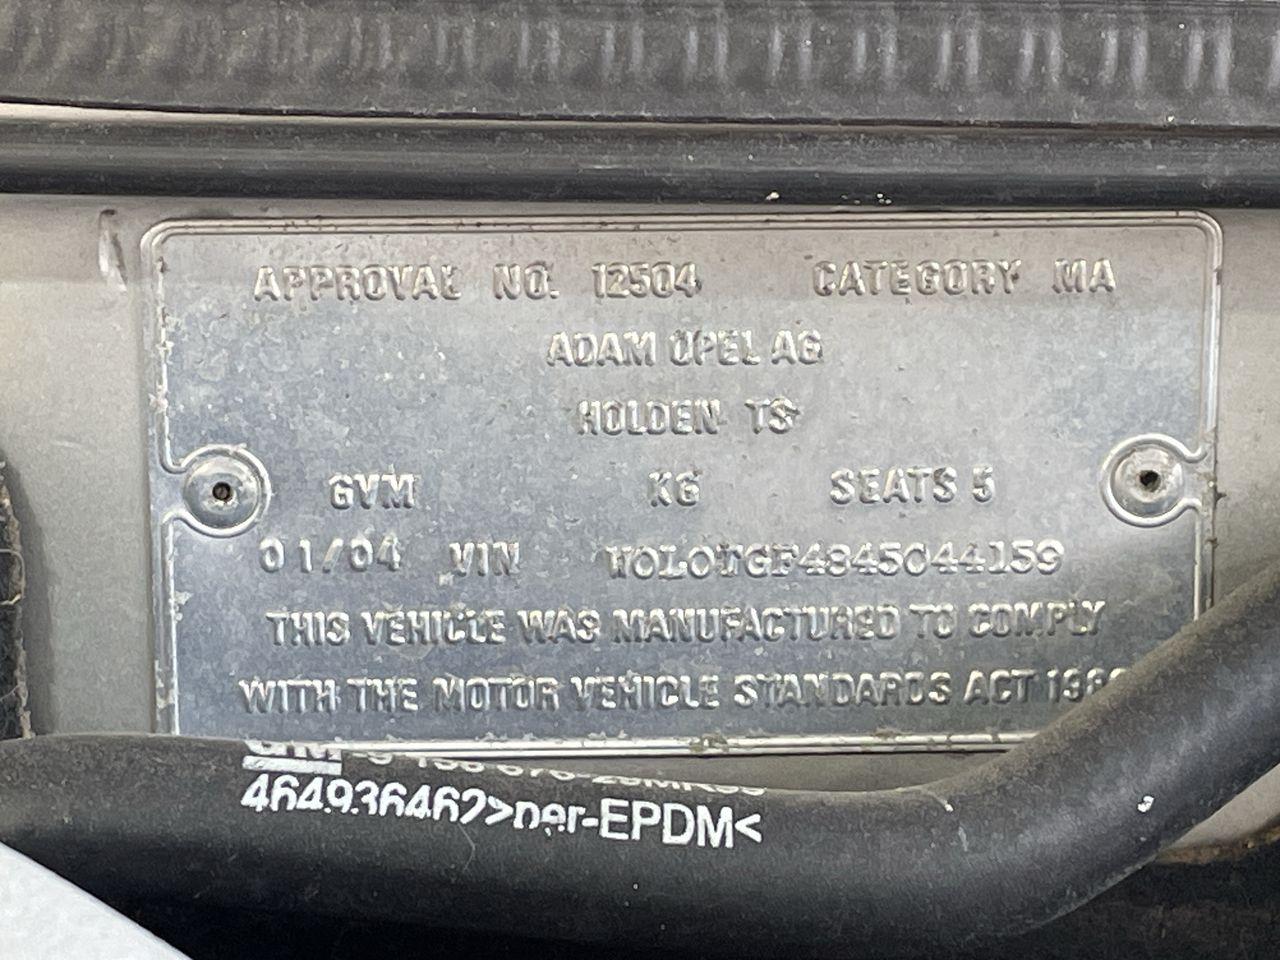 APPROVAL NO. 12504 CATEGORY MA
ADAM OPEL AG
HOLDEN TS
GVM KG SEATS 5
01/04 VIN W0L0TGF4845044159
THIS VEHICLE WAS MANUFACTURED TO COMPLY
WITH THE MOTOR VEHICLE STANDARDS ACT
GM
464936462>per-EPDM<